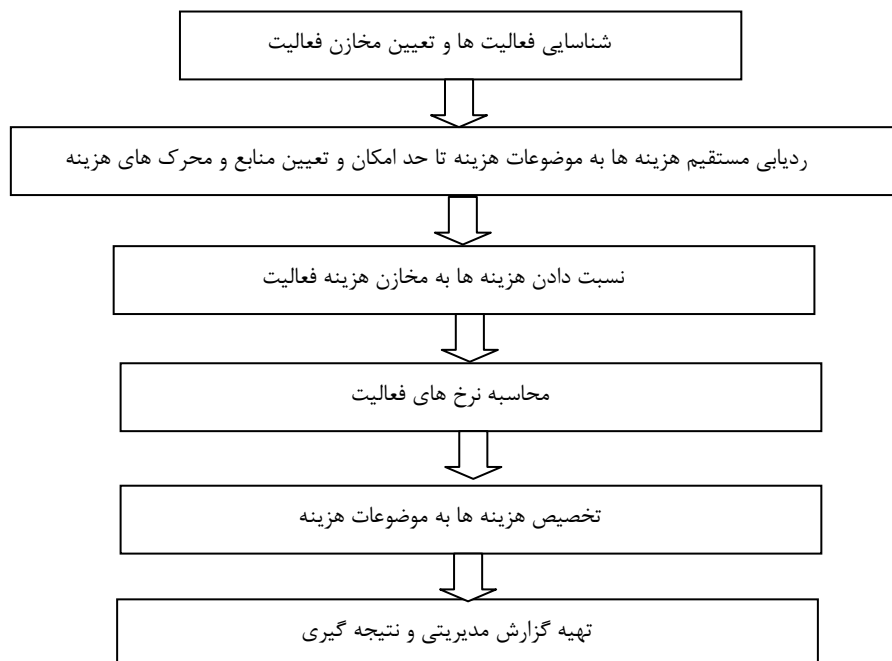 شناسایی فعالیت ها و تعیین مخازن فعالیت
ردیابی مستقیم هزینه ها به موضوعات هزینه تا حد امکان و تعیین منابع و محرک های هزینه
نسبت دادن هزینه ها به مخازن هزینه فعالیت
محاسبه نرخ های فعالیت
تخصیص هزینه ها به موضوعات هزینه
تهیه گزارش مدیریتی و نتیجه گیری